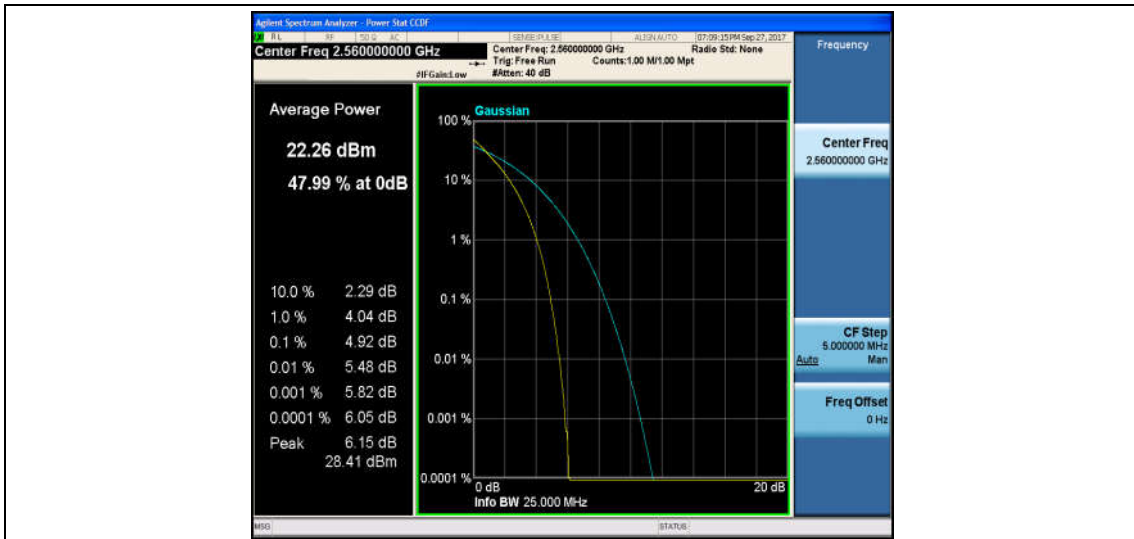 Agilent Spectrum Analyzer - Power Stat CCDF
RL RF 50 Ω AC SENSE:PULSE ALIGN AUTO 07:09:15 PM Sep 27, 2017
Center Freq 2.560000000 GHz
Center Freq: 2.560000000 GHz Radio Std: None
Trig: Free Run Counts:1.00 M/1.00 Mpt
#IFGain:Low #Atten: 40 dB
Frequency
Average Power
22.26 dBm
47.99 % at 0dB
10.0 % 2.29 dB
1.0 % 4.04 dB
0.1 % 4.92 dB
0.01 % 5.48 dB
0.001 % 5.82 dB
0.0001 % 6.05 dB
Peak 6.15 dB
28.41 dBm
Gaussian
100 %
10 %
1 %
0.1 %
0.01 %
0.001 %
0.0001 %
0 dB 20 dB
Info BW 25.000 MHz
Center Freq
2.560000000 GHz
CF Step
5.000000 MHz
Auto Man
Freq Offset
0 Hz
MSG STATUS